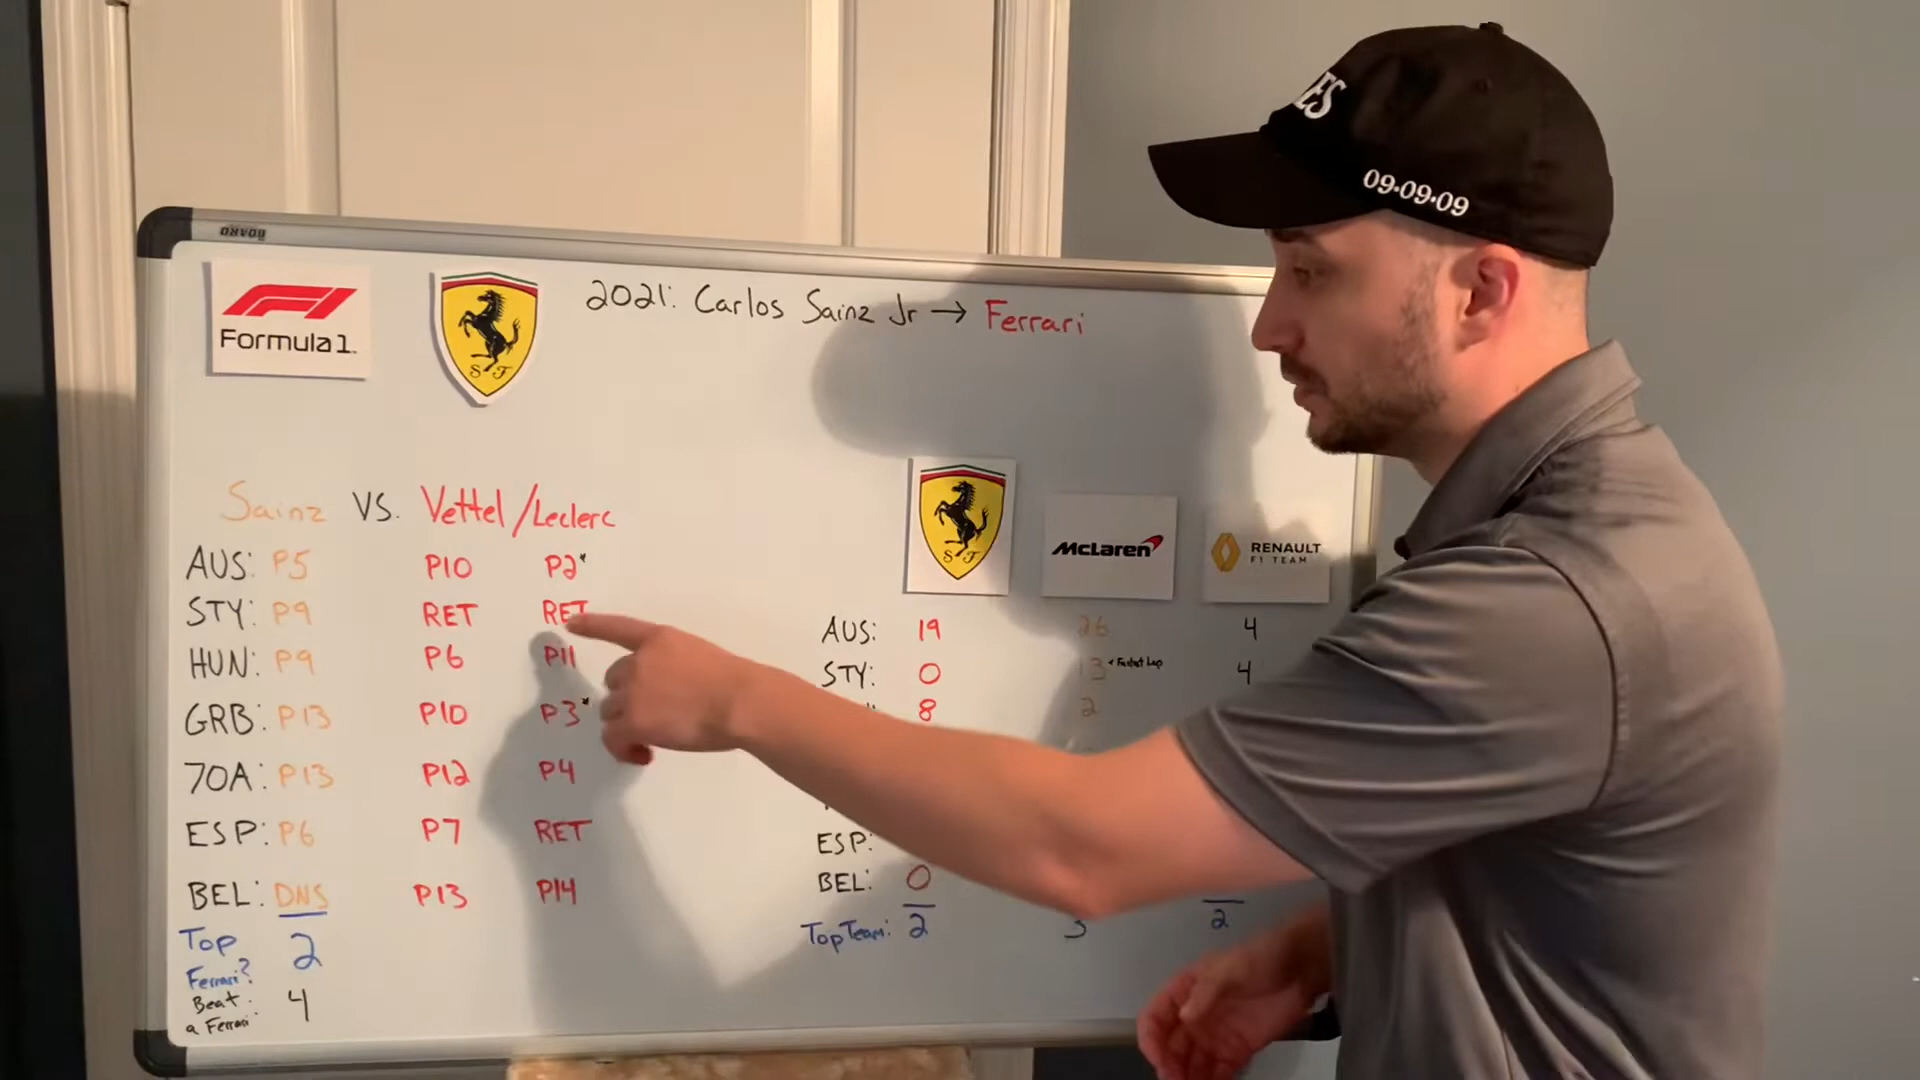 09·09·09
BOARD
F1
Formula 1
S F
2021: Carlos Sainz Jr → Ferrari
Sainz VS. Vettel/Leclerc
AUS: P5 P10 P2*
STY: P9 RET RET
HUN: P9 P6 P11
GRB: P13 P10 P3*
70A: P13 P12 P4
ESP: P6 P7 RET
BEL: DNS P13 P14
Top Ferrari? 2
Beat a Ferrari: 4
S F
McLaren
RENAULT
F1 TEAM
AUS: 19 26 4
STY: 0 13 * Fastest Lap 4
8 2
ESP:
BEL: 0
Top Team: 2 2